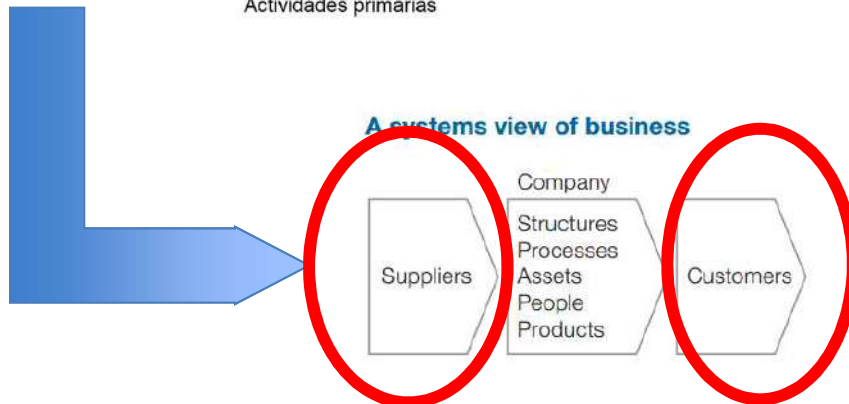 Actividades primarias
A systems view of business
Company
Suppliers
Structures
Processes
Assets
People
Products
Customers